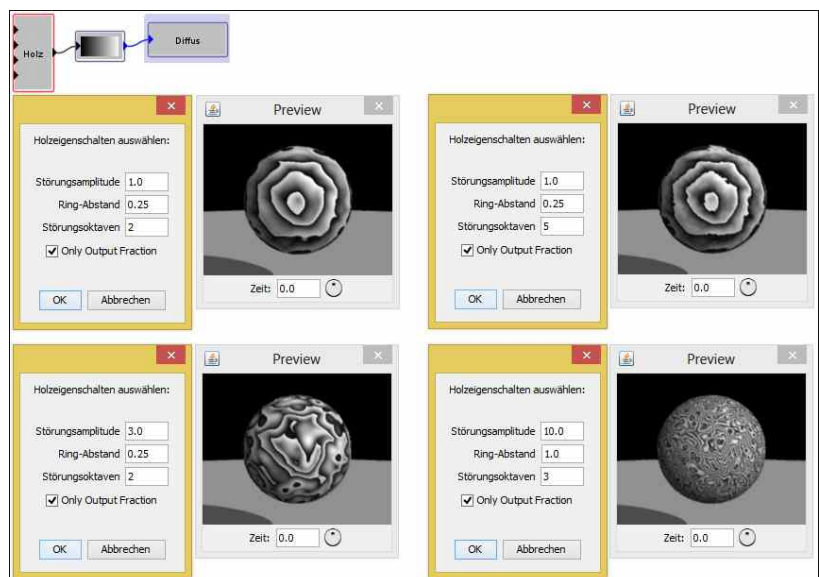 Holz
Diffus
Preview
Holzeigenschalten auswählen:
Störungsamplitude 1.0
Ring-Abstand 0.25
Störungsoktaven 2
Only Output Fraction
OK Abbrechen
Zeit: 0.0
Preview
Holzeigenschalten auswählen:
Störungsamplitude 1.0
Ring-Abstand 0.25
Störungsoktaven 5
Only Output Fraction
OK Abbrechen
Zeit: 0.0
Preview
Holzeigenschalten auswählen:
Störungsamplitude 3.0
Ring-Abstand 0.25
Störungsoktaven 2
Only Output Fraction
OK Abbrechen
Zeit: 0.0
Preview
Holzeigenschalten auswählen:
Störungsamplitude 10.0
Ring-Abstand 1.0
Störungsoktaven 3
Only Output Fraction
OK Abbrechen
Zeit: 0.0